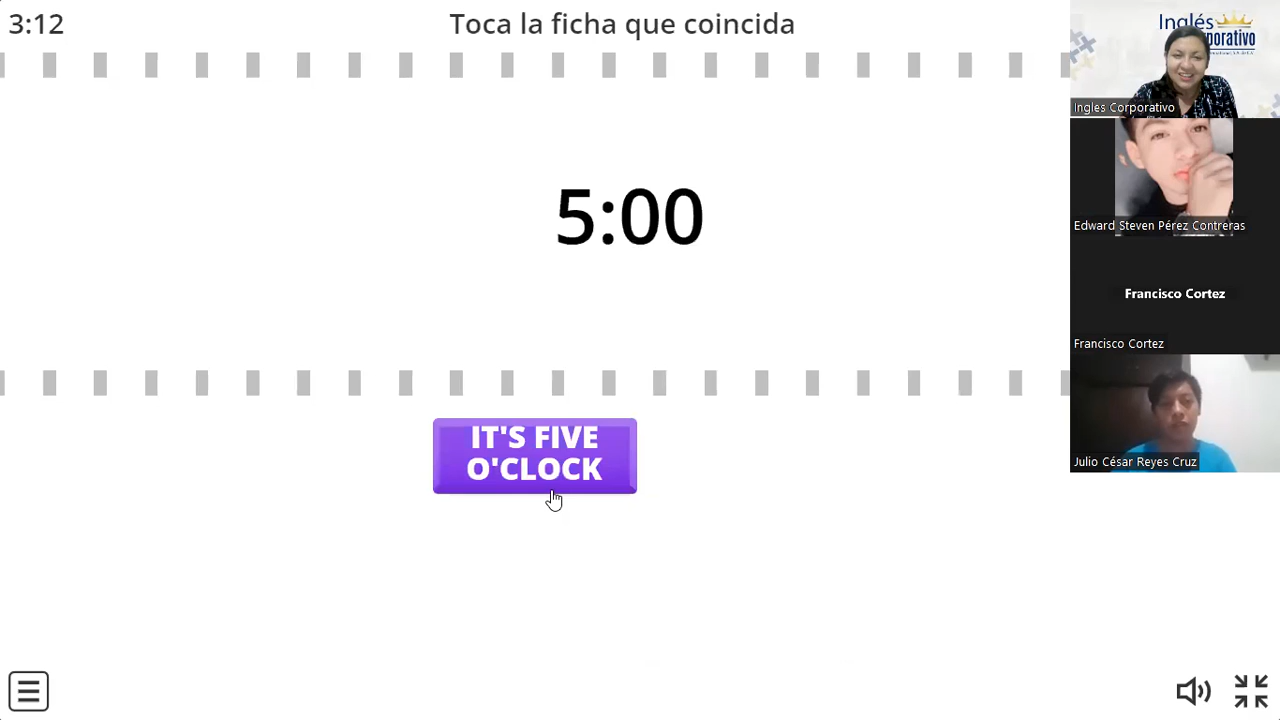 3:12
Toca la ficha que coincida
5:00
IT'S FIVE
O'CLOCK
Inglés
Ingles Corporativo
Edward Steven Pérez Contreras
Francisco Cortez
Francisco Cortez
Julio César Reyes Cruz